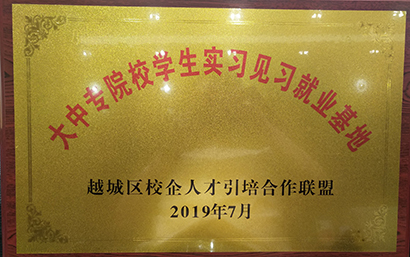 大中专院校学生实习见习就业基地
越城区校企人才引培合作联盟
2019年7月